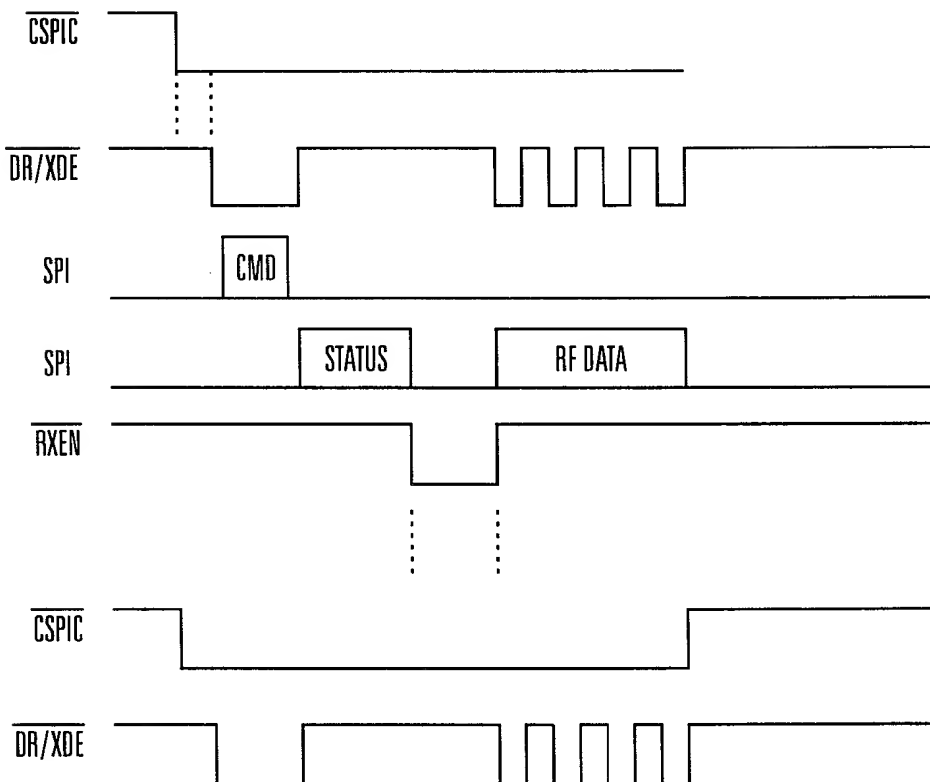 CSPIC
DR/XDE
SPI CMD
SPI STATUS RF DATA
RXEN
CSPIC
DR/XDE